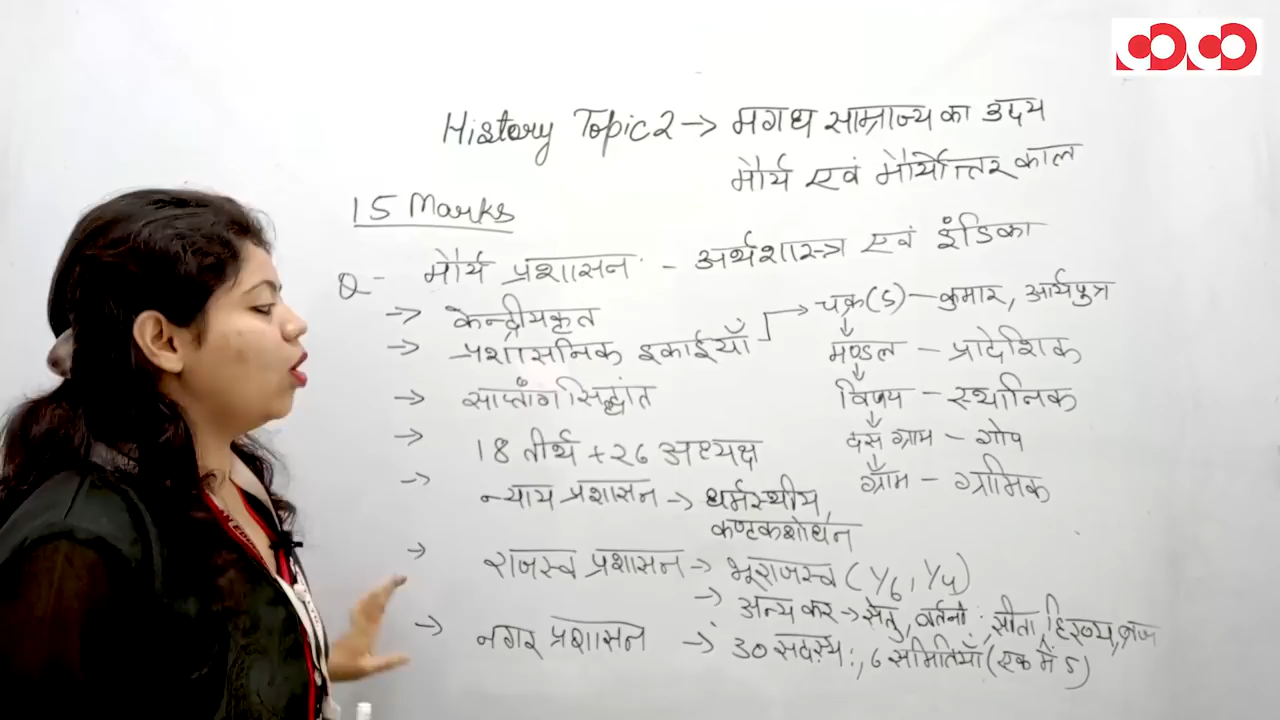 History Topic 2 → मगध साम्राज्य का उदय
मौर्य एवं मौर्योत्तर काल
15 Marks
Q- मौर्य प्रशासन - अर्थशास्त्र एवं इंडिका
→ केन्द्रीयकृत
→ प्रशासनिक इकाईयाँ → चक्र(5) - कुमार, आर्यपुत्र
↓
मण्डल - प्रादेशिक
↓
विषय - स्थानिक
↓
दस ग्राम - गोप
↓
ग्राम - ग्रामिक
→ साप्तांग सिद्धांत
→ 18 तीर्थ + 26 अध्यक्ष
→ न्याय प्रशासन → धर्मस्थीय,
कण्टकशोधन
→ राजस्व प्रशासन → भूराजस्व (1/6, 1/4)
→ अन्य कर → सेतु, वर्तनी, सीता, हिरण्य, ब्रज
→ नगर प्रशासन → 30 सदस्य, 6 समितियाँ (एक में 5)